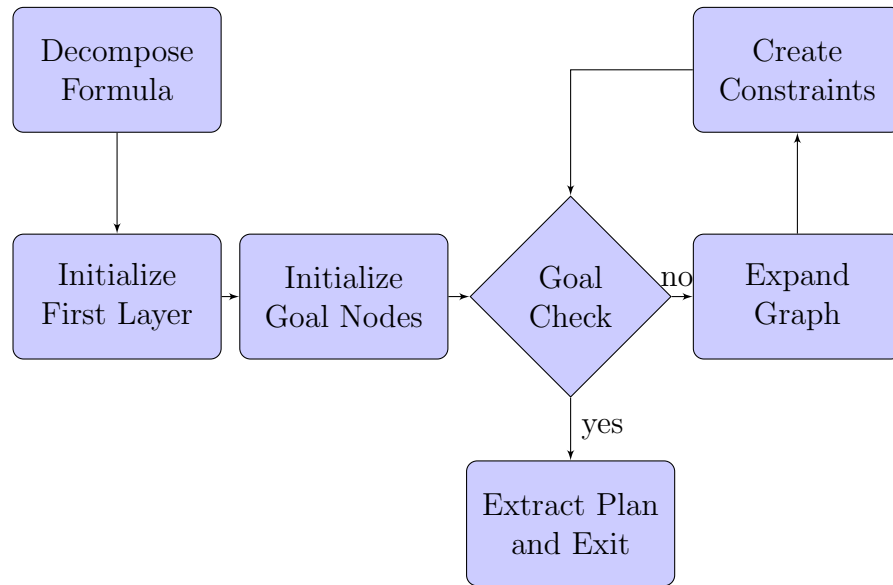 Decompose
Formula
Create
Constraints
Initialize
First Layer
Initialize
Goal Nodes
Goal
Check
no
Expand
Graph
yes
Extract Plan
and Exit